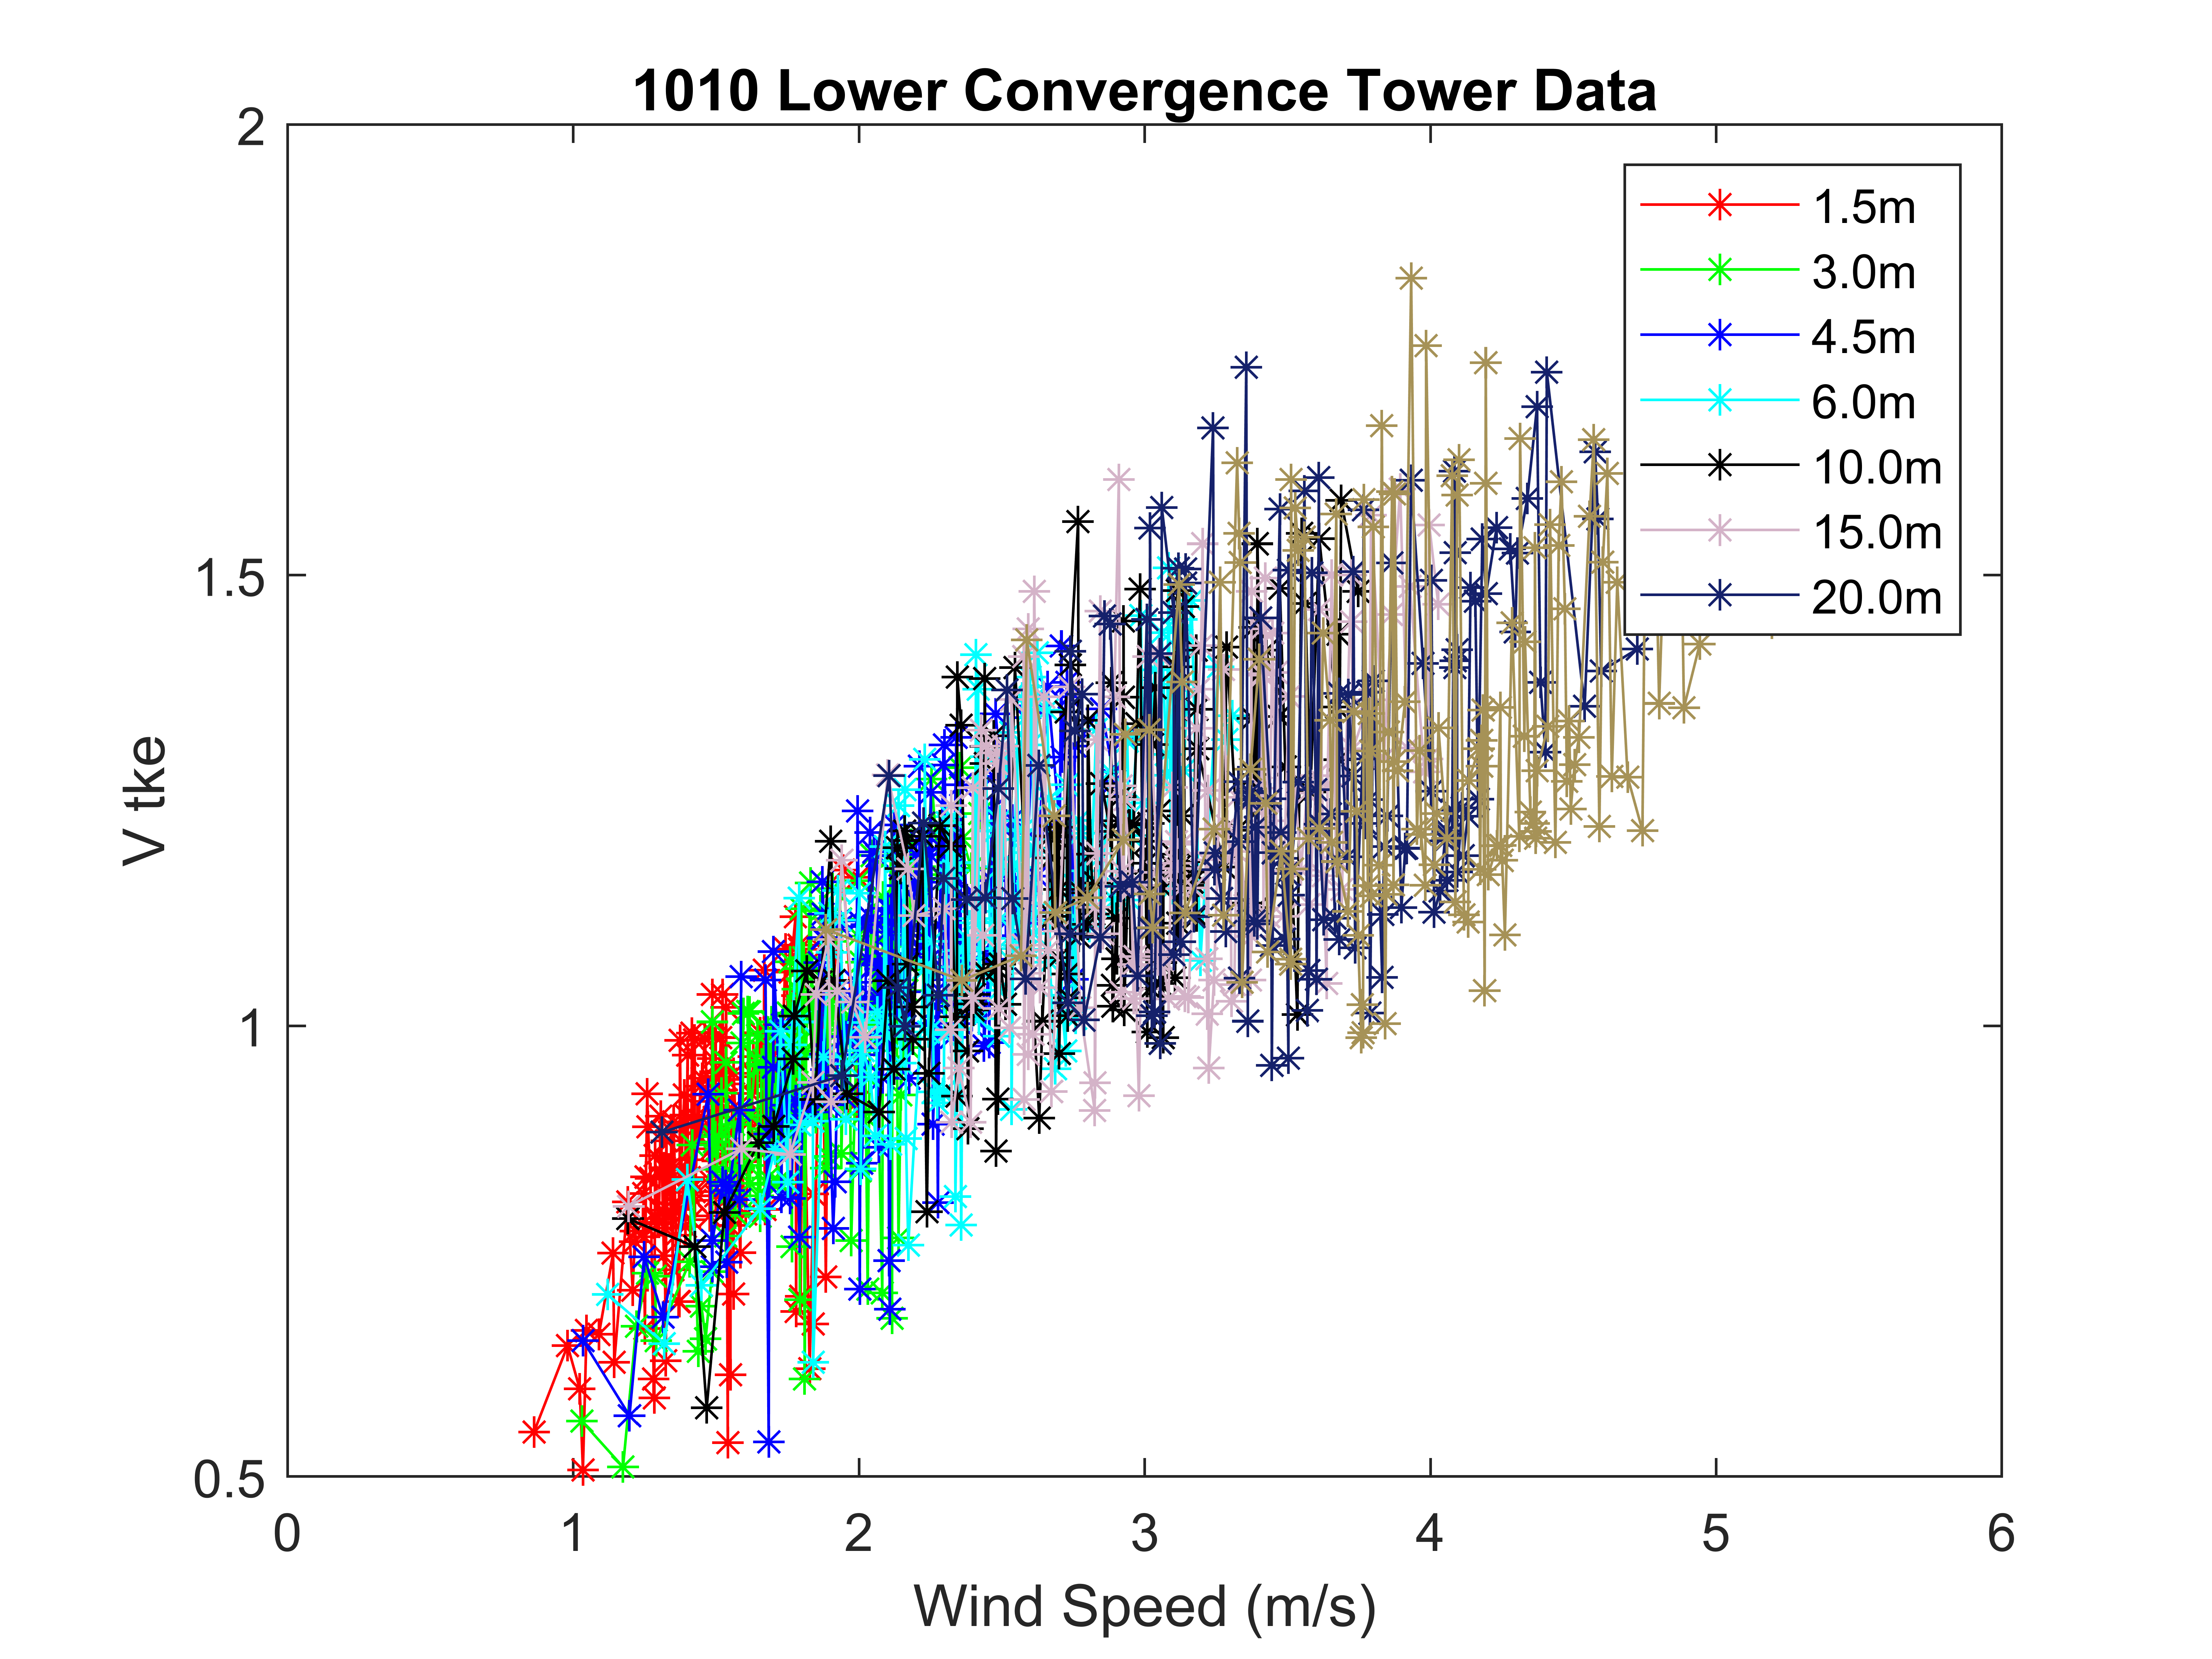 1010 Lower Convergence Tower Data
2
1.5
1
0.5
V tke
1.5m
3.0m
4.5m
6.0m
10.0m
15.0m
20.0m
0 1 2 3 4 5 6
Wind Speed (m/s)